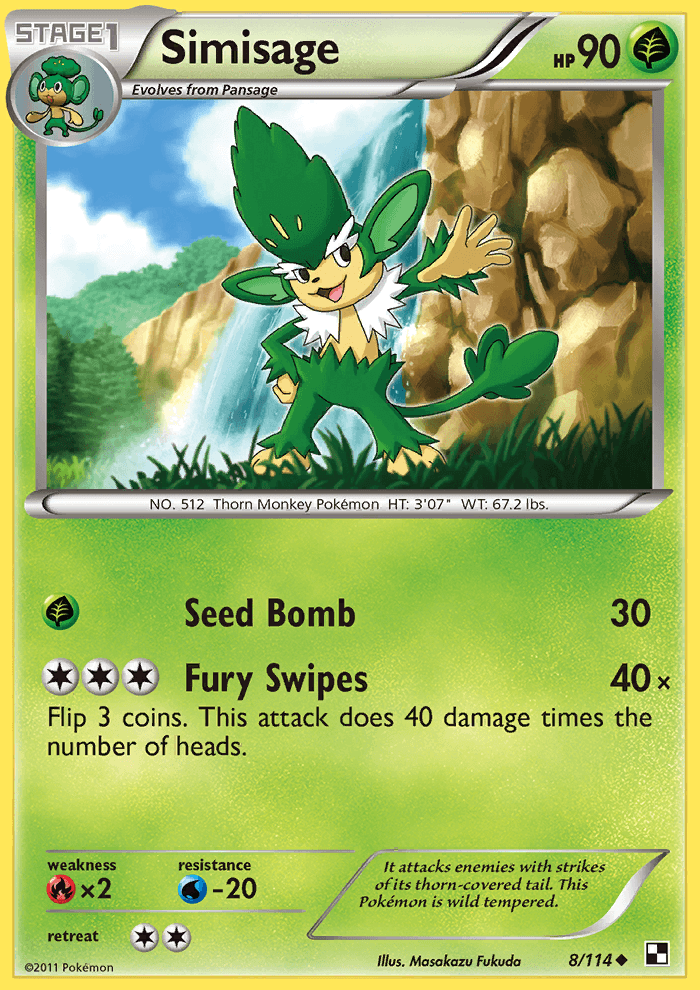 STAGE1
Simisage
HP 90
Evolves from Pansage
NO. 512 Thorn Monkey Pokémon HT: 3'07" WT: 67.2 lbs.
Seed Bomb 30
Fury Swipes 40×
Flip 3 coins. This attack does 40 damage times the
number of heads.
weakness resistance
×2 -20
It attacks enemies with strikes
of its thorn-covered tail. This
Pokémon is wild tempered.
retreat
©2011 Pokémon
Illus. Masakazu Fukuda 8/114